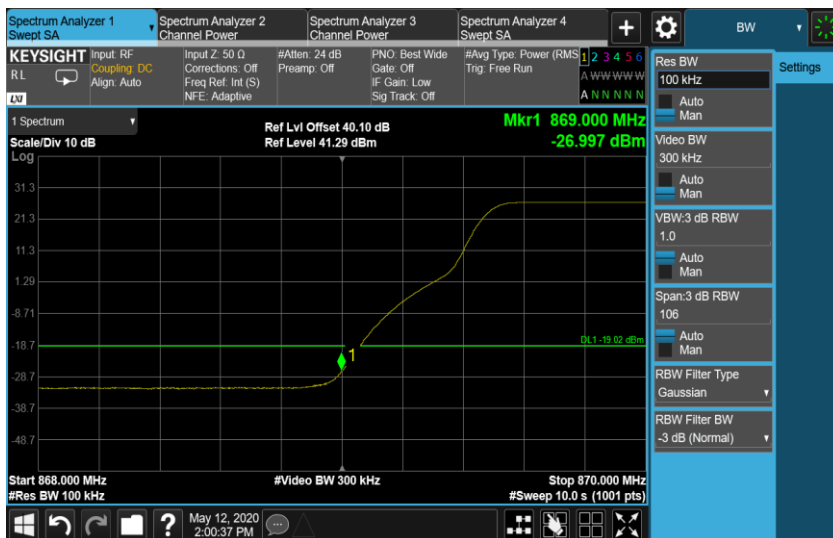 Spectrum Analyzer 1
Swept SA
Spectrum Analyzer 2
Channel Power
Spectrum Analyzer 3
Channel Power
Spectrum Analyzer 4
Swept SA
+
BW
KEYSIGHT
RL
LXI
Input: RF
Coupling: DC
Align: Auto
Input Z: 50 Ω
Corrections: Off
Freq Ref: Int (S)
NFE: Adaptive
#Atten: 24 dB
Preamp: Off
PNO: Best Wide
Gate: Off
IF Gain: Low
Sig Track: Off
#Avg Type: Power (RMS
Trig: Free Run
1 2 3 4 5 6
A W W W W W
A N N N N N
1 Spectrum
Scale/Div 10 dB
Log
Ref Lvl Offset 40.10 dB
Ref Level 41.29 dBm
Mkr1 869.000 MHz
-26.997 dBm
31.3
21.3
11.3
1.29
-8.71
-18.7
-28.7
-38.7
-48.7
DL1 -19.02 dBm
1
Start 868.000 MHz
#Res BW 100 kHz
#Video BW 300 kHz
Stop 870.000 MHz
#Sweep 10.0 s (1001 pts)
Res BW
100 kHz
Auto
Man
Video BW
300 kHz
Auto
Man
VBW:3 dB RBW
1.0
Auto
Man
Span:3 dB RBW
106
Auto
Man
RBW Filter Type
Gaussian
RBW Filter BW
-3 dB (Normal)
Settings
?
May 12, 2020
2:00:37 PM